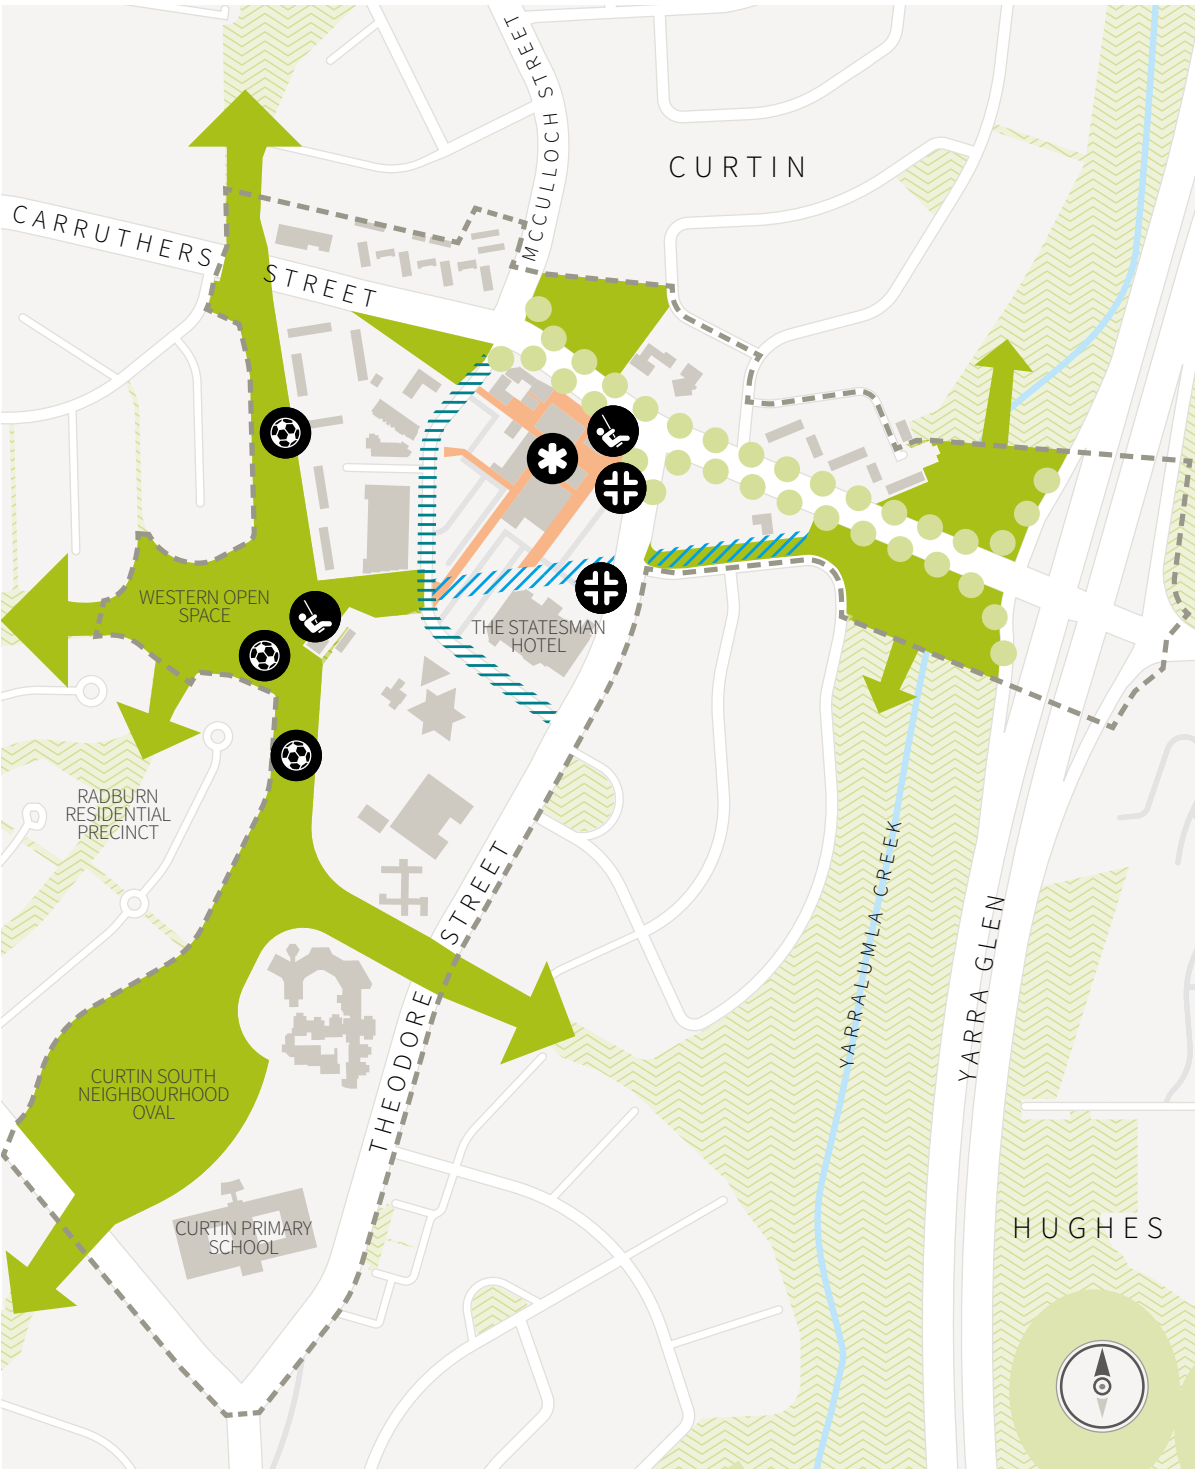 MCCULLOCH STREET
CURTIN
CARRUTHERS STREET
WESTERN OPEN
SPACE
THE STATESMAN
HOTEL
RADBURN
RESIDENTIAL
PRECINCT
THEODORE STREET
YARRALUMLA CREEK
YARRA GLEN
CURTIN SOUTH
NEIGHBOURHOOD
OVAL
CURTIN PRIMARY
SCHOOL
HUGHES